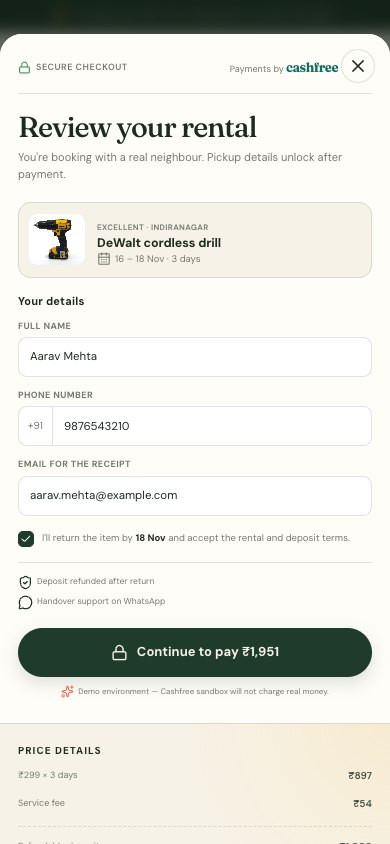 SECURE CHECKOUT
Payments by cashfree
Review your rental
You're booking with a real neighbour. Pickup details unlock after
payment.
EXCELLENT · INDIRANAGAR
DeWalt cordless drill
16 – 18 Nov · 3 days
Your details
FULL NAME
Aarav Mehta
PHONE NUMBER
+91 9876543210
EMAIL FOR THE RECEIPT
aarav.mehta@example.com
I'll return the item by 18 Nov and accept the rental and deposit terms.
Deposit refunded after return
Handover support on WhatsApp
Continue to pay ₹1,951
Demo environment — Cashfree sandbox will not charge real money.
PRICE DETAILS
₹299 × 3 days ₹897
Service fee ₹54